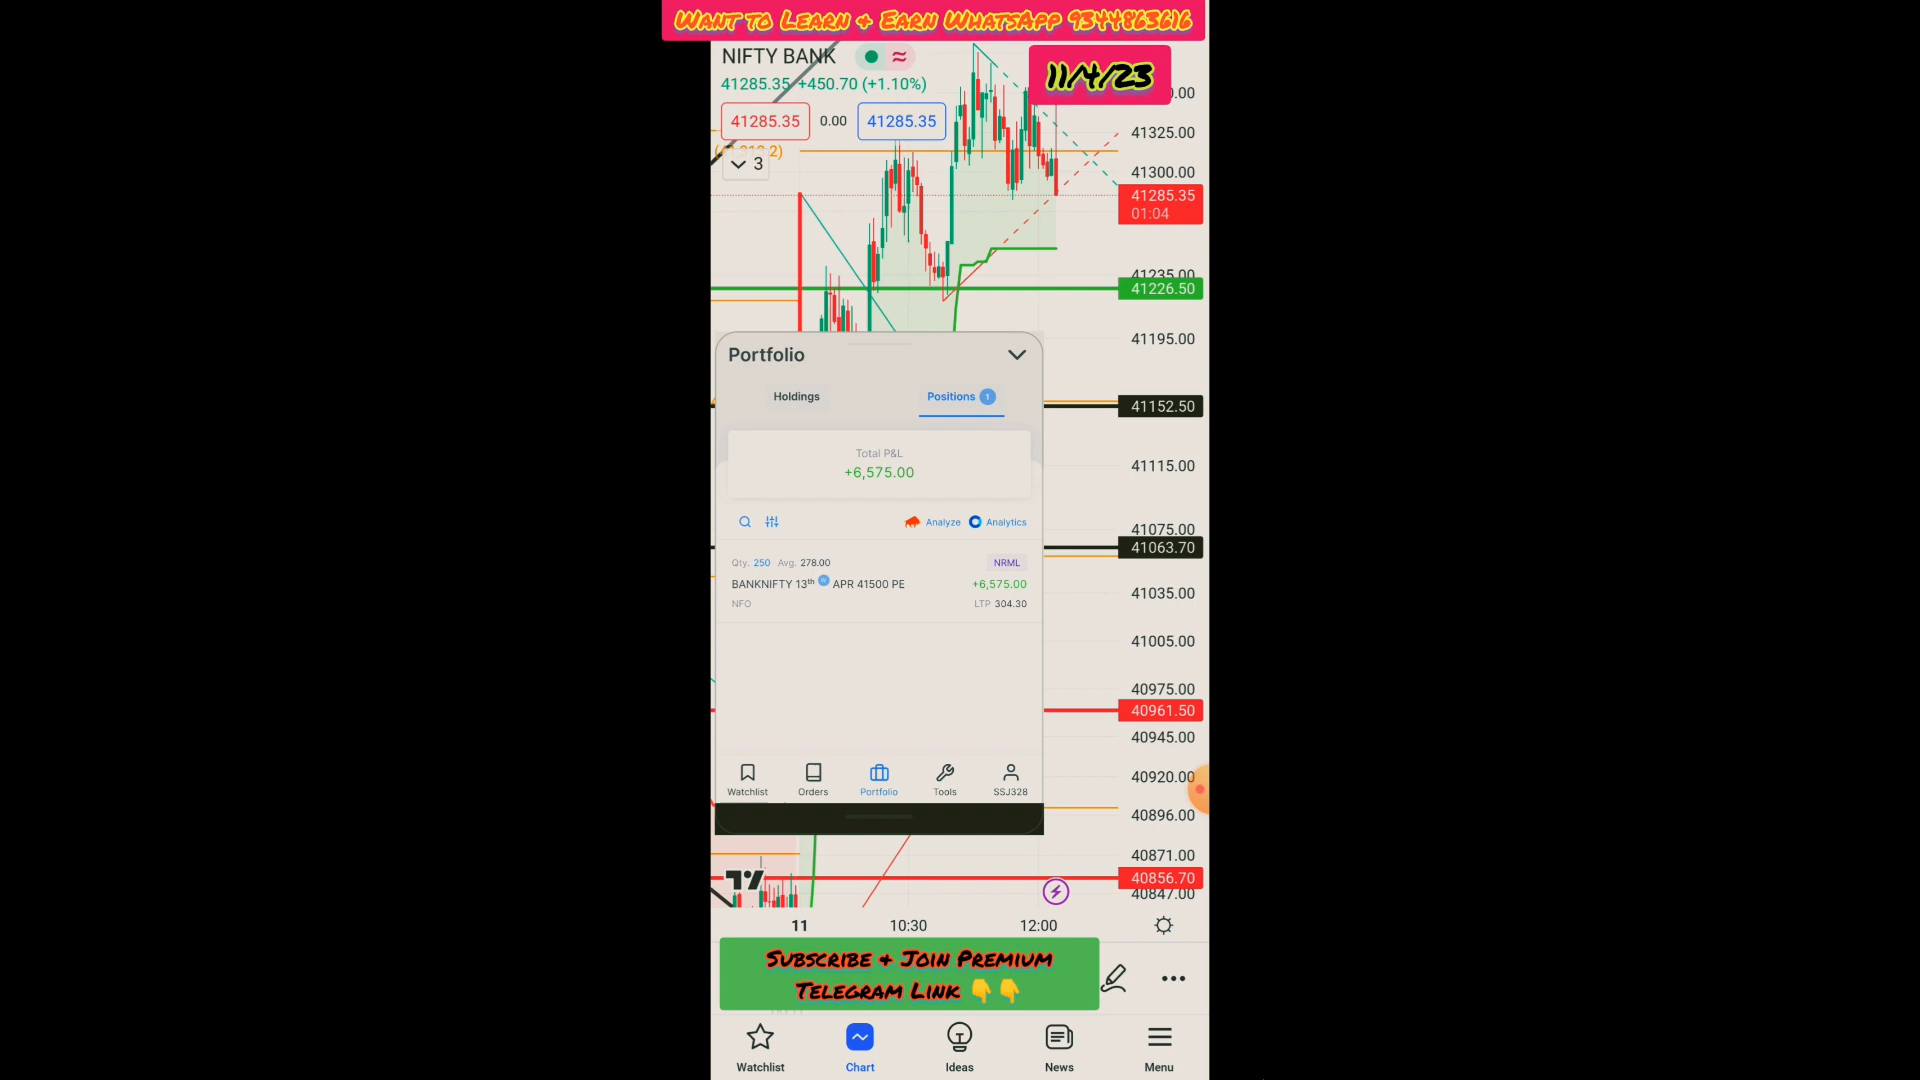 Want to Learn & Earn WhatsApp 9344863616
NIFTY BANK
11/4/23
41285.35 +450.70 (+1.10%)
41285.35 0.00 41285.35
3
41325.00
41300.00
41285.35
01:04
41235.00
41226.50
41195.00
41152.50
41115.00
41075.00
41063.70
41035.00
41005.00
40975.00
40961.50
40945.00
40920.00
40896.00
40871.00
40856.70
40847.00
Portfolio
Holdings Positions 1
Total P&L
+6,575.00
Analyze Analytics
Qty. 250 Avg. 278.00 NRML
BANKNIFTY 13th W APR 41500 PE +6,575.00
NFO LTP 304.30
Watchlist Orders Portfolio Tools SSJ328
11 10:30 12:00
Subscribe & Join Premium
Telegram Link 👇👇
Watchlist Chart Ideas News Menu